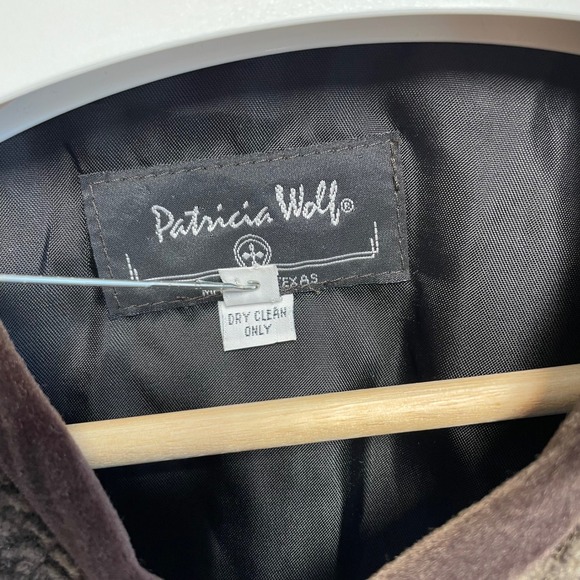 Patricia Wolf®
TEXAS
DRY CLEAN
ONLY